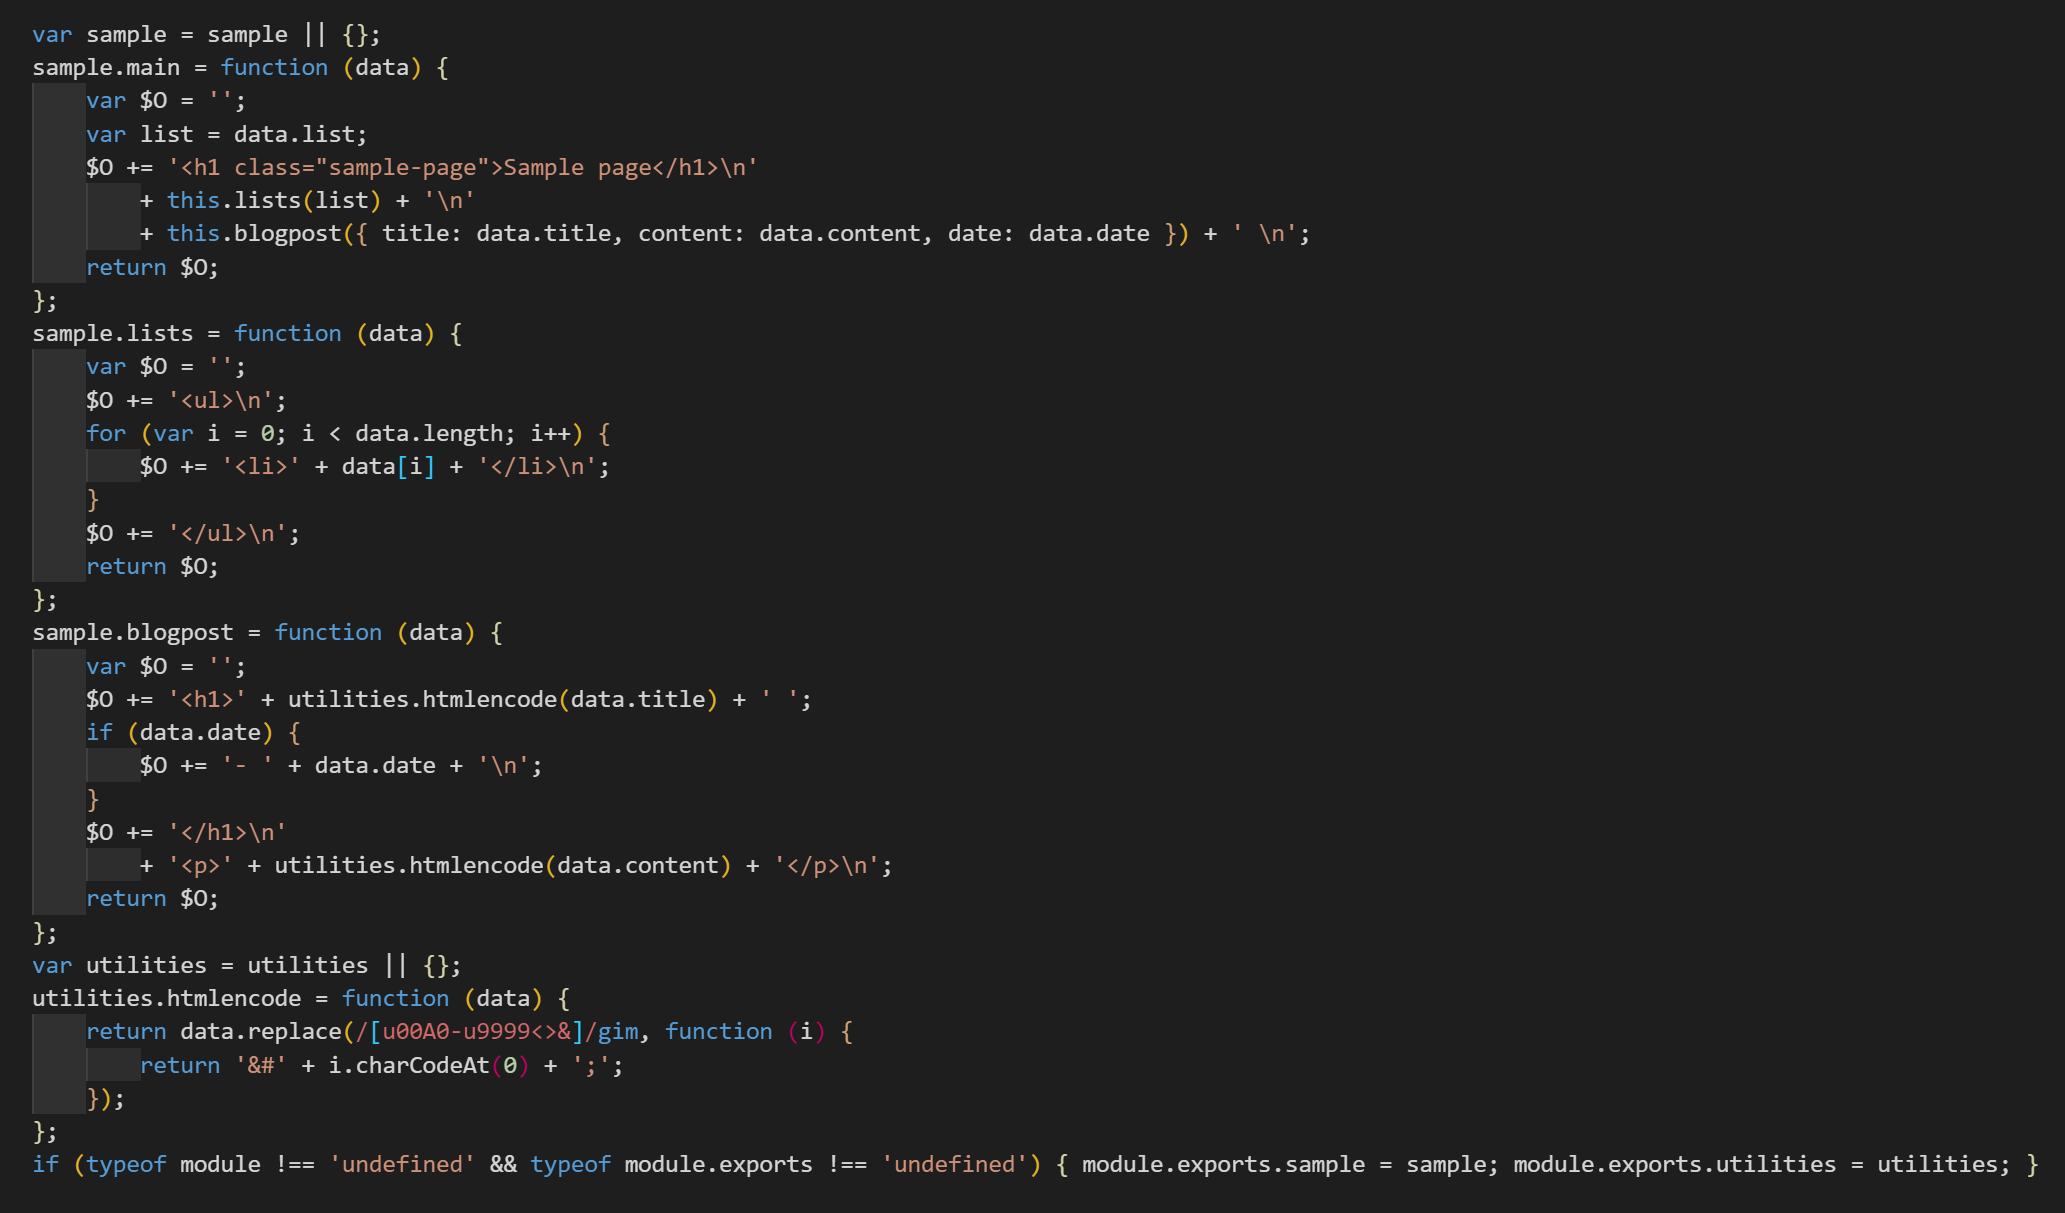 var sample = sample || {};
sample.main = function (data) {
    var $O = '';
    var list = data.list;
    $O += '<h1 class="sample-page">Sample page</h1>\n'
        + this.lists(list) + '\n'
        + this.blogpost({ title: data.title, content: data.content, date: data.date }) + ' \n';
    return $O;
};
sample.lists = function (data) {
    var $O = '';
    $O += '<ul>\n';
    for (var i = 0; i < data.length; i++) {
        $O += '<li>' + data[i] + '</li>\n';
    }
    $O += '</ul>\n';
    return $O;
};
sample.blogpost = function (data) {
    var $O = '';
    $O += '<h1>' + utilities.htmlencode(data.title) + ' ';
    if (data.date) {
        $O += '- ' + data.date + '\n';
    }
    $O += '</h1>\n'
        + '<p>' + utilities.htmlencode(data.content) + '</p>\n';
    return $O;
};
var utilities = utilities || {};
utilities.htmlencode = function (data) {
    return data.replace(/[u00A0-u9999<>&]/gim, function (i) {
        return '&#' + i.charCodeAt(0) + ';';
    });
};
if (typeof module !== 'undefined' && typeof module.exports !== 'undefined') { module.exports.sample = sample; module.exports.utilities = utilities; }